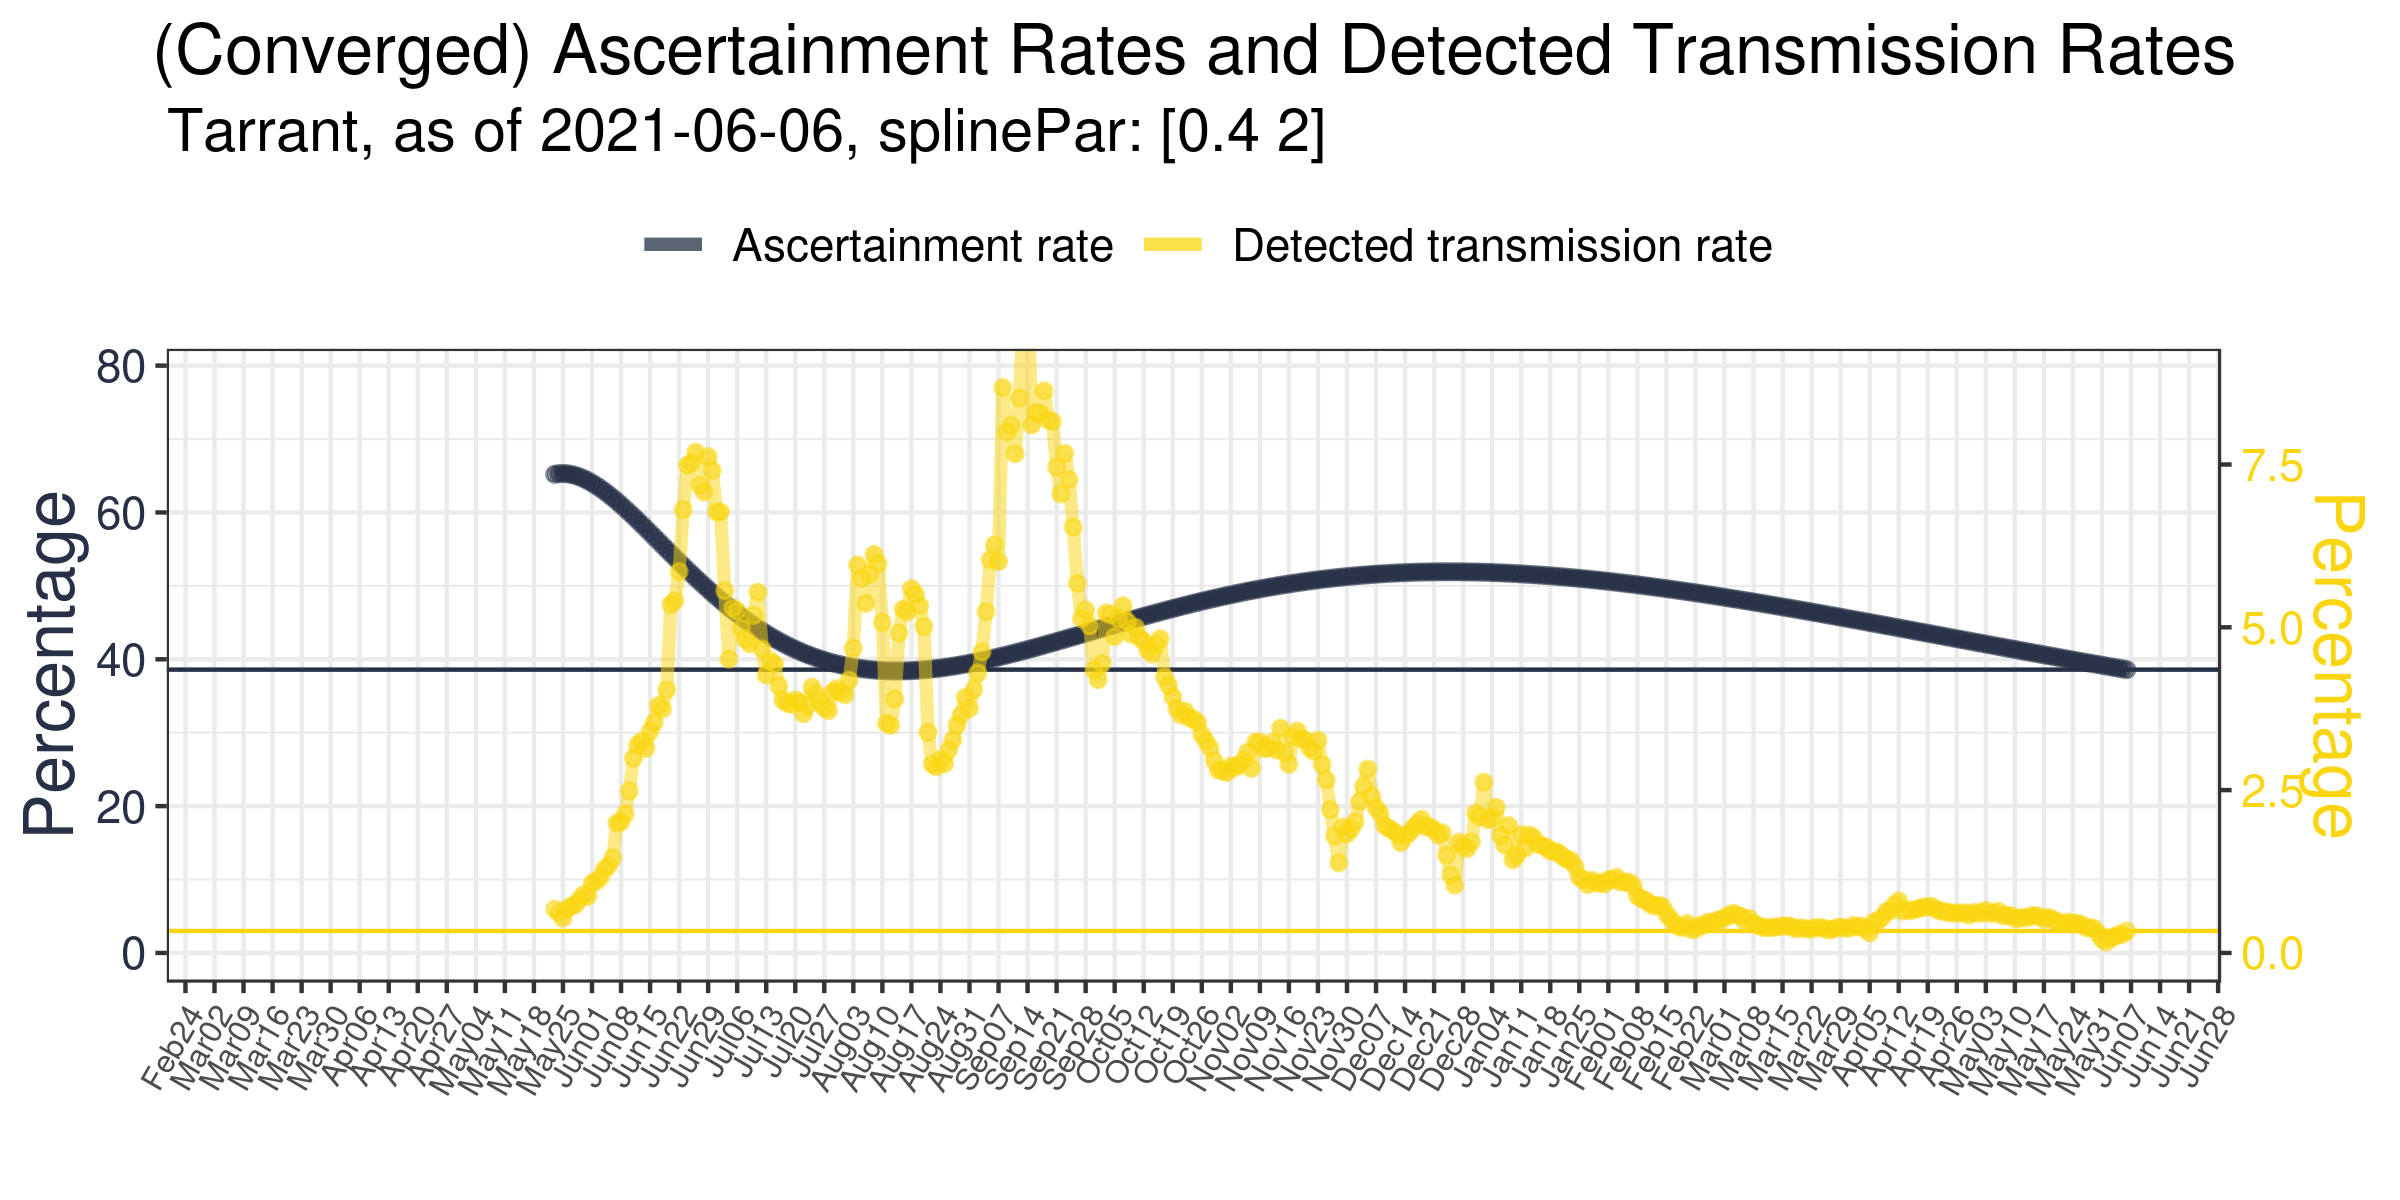 (Converged) Ascertainment Rates and Detected Transmission Rates
Tarrant, as of 2021-06-06, splinePar: [0.4 2]
Ascertainment rate Detected transmission rate
Percentage
80
60
40
20
0
7.5
5.0
2.5
0.0
Percentage
Feb24 Mar02 Mar09 Mar16 Mar23 Mar30 Apr06 Apr13 Apr20 Apr27 May04 May11 May18 May25 Jun01 Jun08 Jun15 Jun22 Jun29 Jul06 Jul13 Jul20 Jul27 Aug03 Aug10 Aug17 Aug24 Aug31 Sep07 Sep14 Sep21 Sep28 Oct05 Oct12 Oct19 Oct26 Nov02 Nov09 Nov16 Nov23 Nov30 Dec07 Dec14 Dec21 Dec28 Jan04 Jan11 Jan18 Jan25 Feb01 Feb08 Feb15 Feb22 Mar01 Mar08 Mar15 Mar22 Mar29 Mar05 Apr12 Apr19 Apr26 May03 May10 May17 May24 May31 Jun07 Jun14 Jun21 Jun28